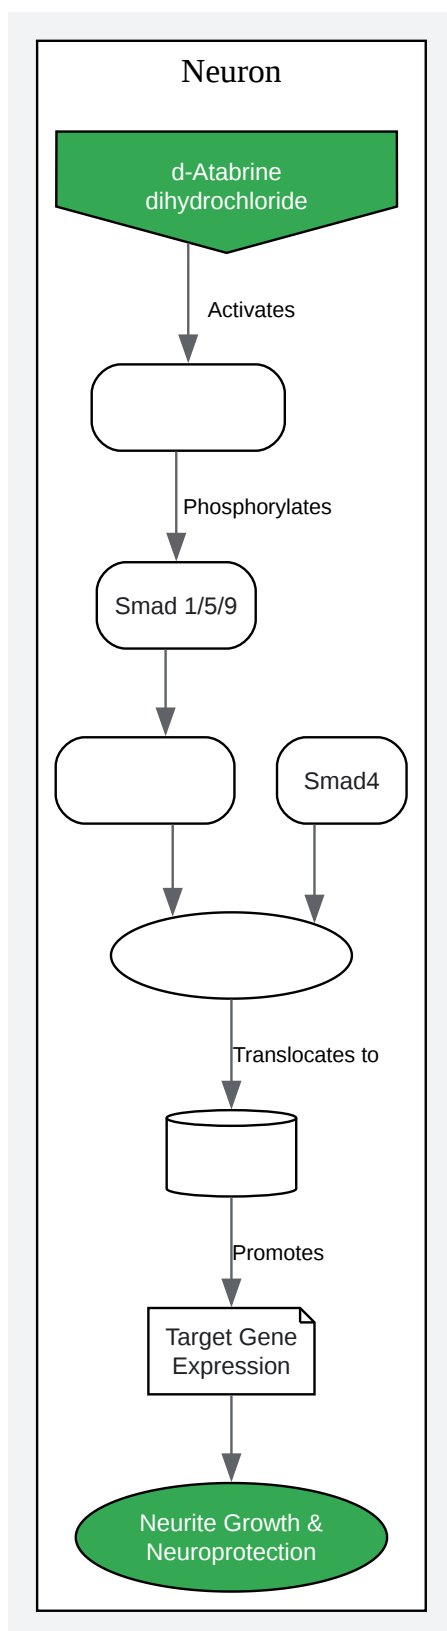 Neuron
d-Atabrine
dihydrochloride
Activates
Phosphorylates
Smad 1/5/9
Smad4
Translocates to
Promotes
Target Gene
Expression
Neurite Growth &
Neuroprotection